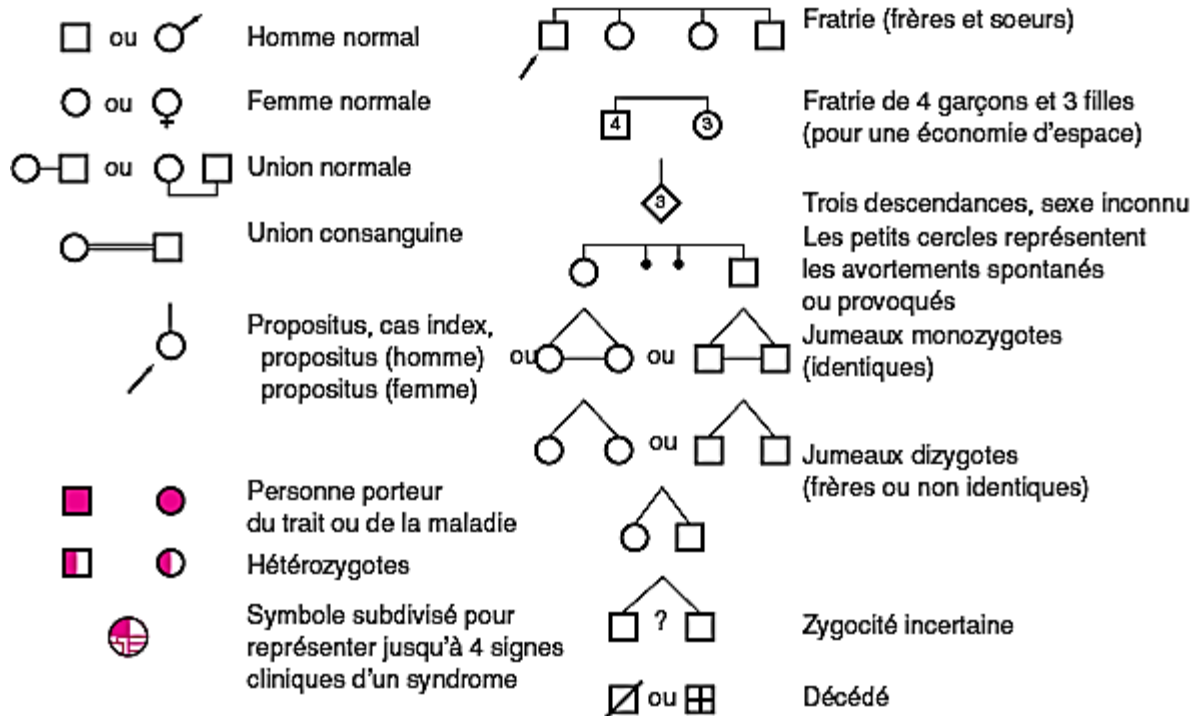 ou
Homme normal
ou
Femme normale
ou
Union normale
Union consanguine
Propositus, cas index,
propositus (homme)
propositus (femme)
Personne porteur
du trait ou de la maladie
Hétérozygotes
Symbole subdivisé pour
représenter jusqu'à 4 signes
cliniques d'un syndrome
Fratrie (frères et soeurs)
4 3
Fratrie de 4 garçons et 3 filles
(pour une économie d'espace)
3
Trois descendances, sexe inconnu
Les petits cercles représentent
les avortements spontanés
ou provoqués
ou ou
Jumeaux monozygotes
(identiques)
ou
Jumeaux dizygotes
(frères ou non identiques)
?
Zygocité incertaine
ou
Décédé